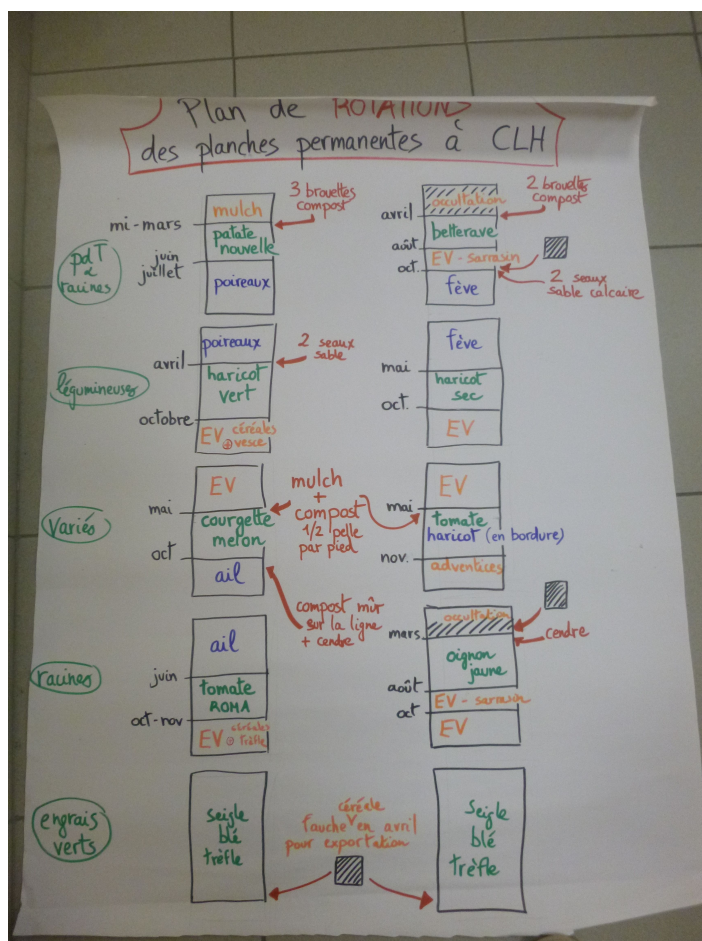 Plan de ROTATIONS
des planches permanentes à CLH
pdT
&
racines
mi-mars
juin
juillet
mulch
patate
nouvelle
poireaux
3 brouettes
compost
avril
août
oct.
occultation
betterave
EV - sarrasin
fève
2 brouettes
compost
2 seaux
sable calcaire
légumineuses
avril
octobre
poireaux
haricot
vert
EV céréales
⊕ vesce
2 seaux
sable
mai
oct.
fève
haricot
sec
EV
variés
mai
oct
EV
courgette
melon
ail
mulch
+
compost
1/2 pelle
par pied
compost mûr
sur la ligne
+ cendre
mai
nov.
EV
tomate
haricot (en bordure)
adventices
racines
juin
oct-nov
ail
tomate
ROMA
EV céréales
⊕ trèfle
mars
août
oct
occultation
oignon
jaune
EV - sarrasin
EV
cendre
engrais
verts
seigle
blé
trèfle
céréale
fauchée en avril
pour exportation
seigle
blé
trèfle